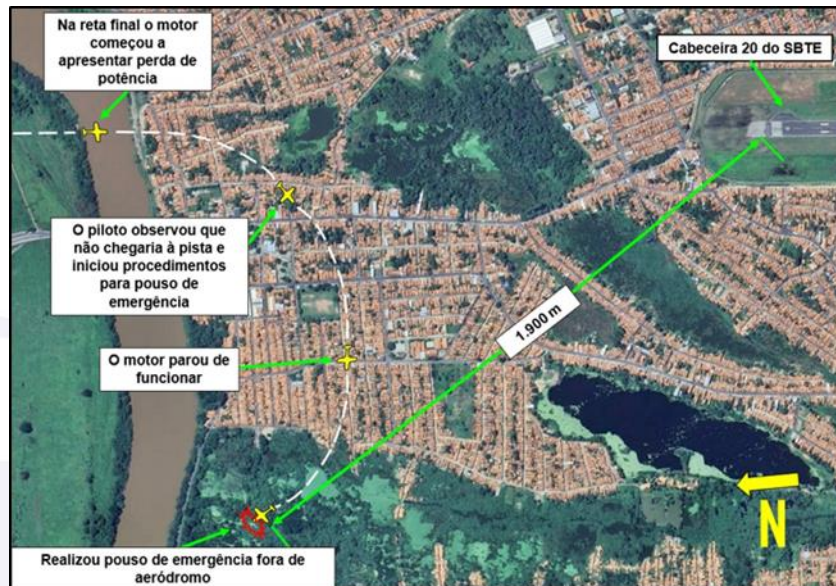 Na reta final o motor
começou a
apresentar perda de
potência
Cabeceira 20 do SBTE
O piloto observou que
não chegaria à pista e
iniciou procedimentos
para pouso de
emergência
1.900 m
O motor parou de
funcionar
N
Realizou pouso de emergência fora de
aeródromo